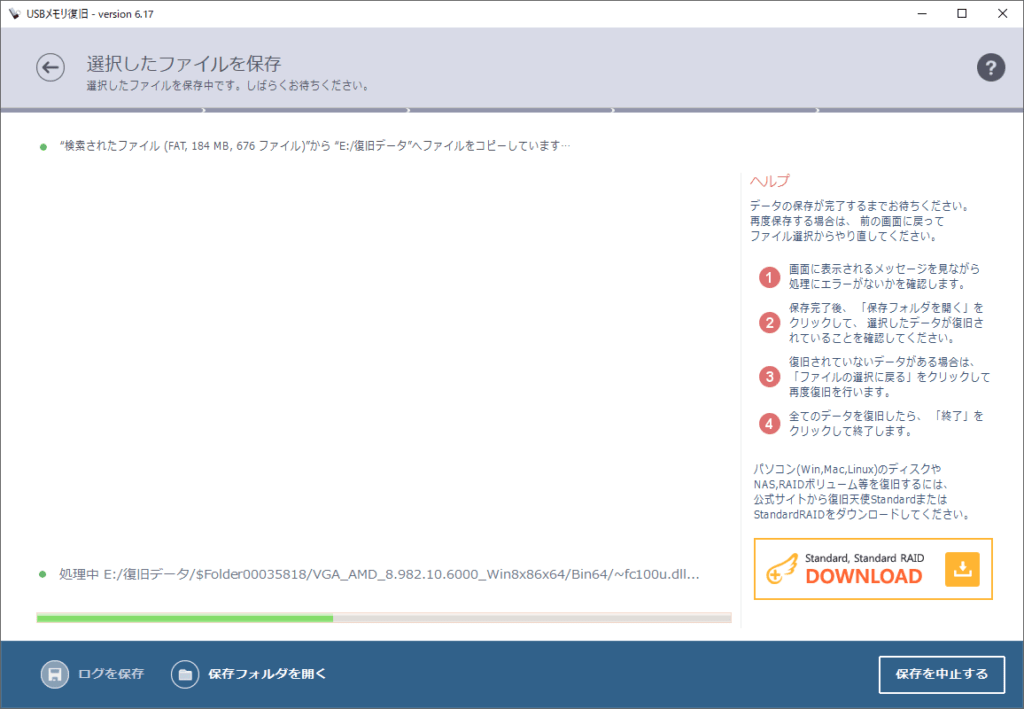 USBメモリ復旧 - version 6.17
選択したファイルを保存
選択したファイルを保存中です。しばらくお待ちください。
?
“検索されたファイル (FAT, 184 MB, 676 ファイル)”から “E:/復旧データ”へファイルをコピーしています…
ヘルプ
データの保存が完了するまでお待ちください。
再度保存する場合は、 前の画面に戻って
ファイル選択からやり直してください。
1 画面に表示されるメッセージを見ながら
処理にエラーがないかを確認します。
2 保存完了後、 「保存フォルダを開く」を
クリックして、 選択したデータが復旧さ
れていることを確認してください。
3 復旧されていないデータがある場合は、
「ファイルの選択に戻る」をクリックして
再度復旧を行います。
4 全てのデータを復旧したら、 「終了」を
クリックして終了します。
パソコン(Win,Mac,Linux)のディスクや
NAS,RAIDボリューム等を復旧するには、
公式サイトから復旧天使Standardまたは
StandardRAIDをダウンロードしてください。
Standard, Standard RAID
DOWNLOAD
処理中 E:/復旧データ/$Folder00035818/VGA_AMD_8.982.10.6000_Win8x86x64/Bin64/~fc100u.dll...
ログを保存
保存フォルダを開く
保存を中止する